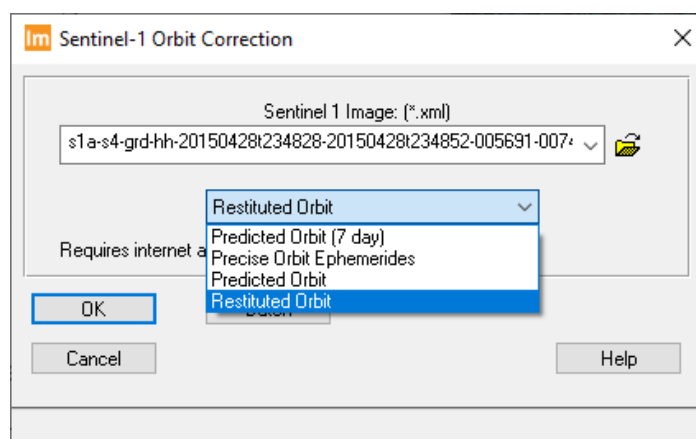 Im Sentinel-1 Orbit Correction
Sentinel 1 Image: (*.xml)
s1a-s4-grd-hh-20150428t234828-20150428t234852-005691-007
Restituted Orbit
Predicted Orbit (7 day)
Requires internet a
Precise Orbit Ephemerides
Predicted Orbit
Restituted Orbit
OK
Cancel
Help